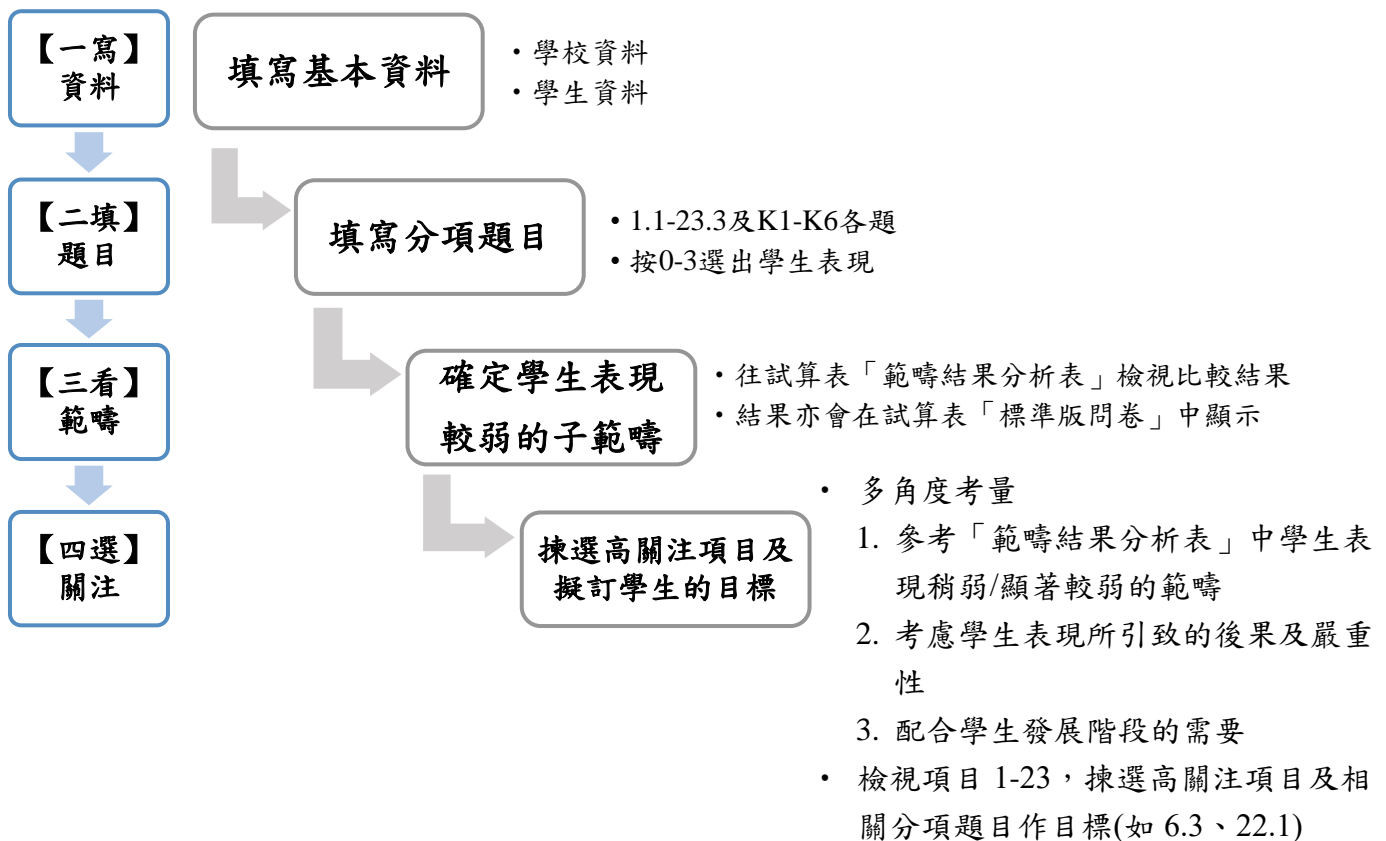 【一寫】
資料
填寫基本資料
・學校資料
・學生資料
【二填】
題目
填寫分項題目
•1.1-23.3及K1-K6各題
•按0-3選出學生表現
【三看】
範疇
確定學生表現
較弱的子範疇
・往試算表「範疇結果分析表」檢視比較結果
・結果亦會在試算表「標準版問卷」中顯示
【四選】
關注
揀選高關注項目及
擬訂學生的目標
・ 多角度考量
1. 參考「範疇結果分析表」中學生表
現稍弱/顯著較弱的範疇
2. 考慮學生表現所引致的後果及嚴重
性
3. 配合學生發展階段的需要
・ 檢視項目 1-23，揀選高關注項目及相
關分項題目作目標(如 6.3、22.1)